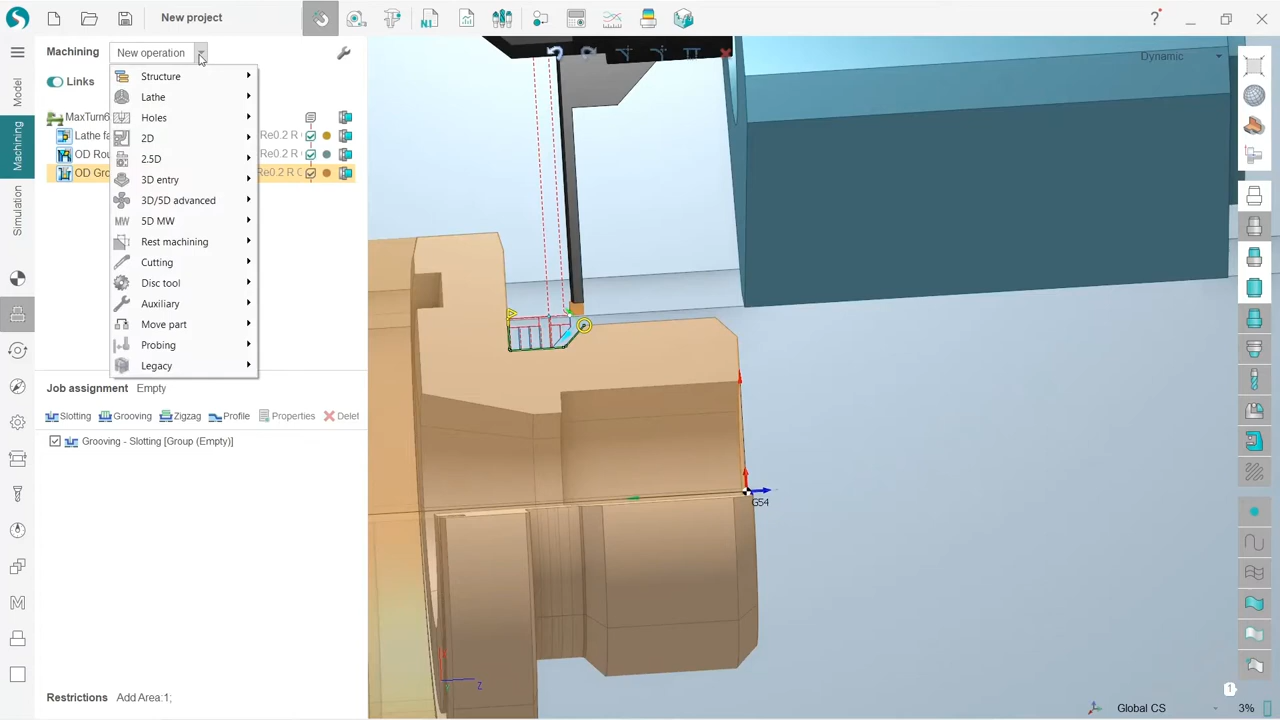 New project
N.I
?
Machining
New operation
Dynamic
Links
Structure
Lathe
Holes
2D
2.5D
3D entry
3D/5D advanced
MW 5D MW
Rest machining
Cutting
Disc tool
Auxiliary
Move part
Probing
Legacy
MaxTurn6
Lathe fa
Re0.2 R
OD Rou
Re0.2 R
OD Gro
Re0.2 R
Model
Machining
Simulation
Job assignment Empty
Slotting Grooving Zigzag Profile Properties Delet
Grooving - Slotting [Group (Empty)]
G54
Z
Restrictions Add Area:1;
1
Global CS
3%